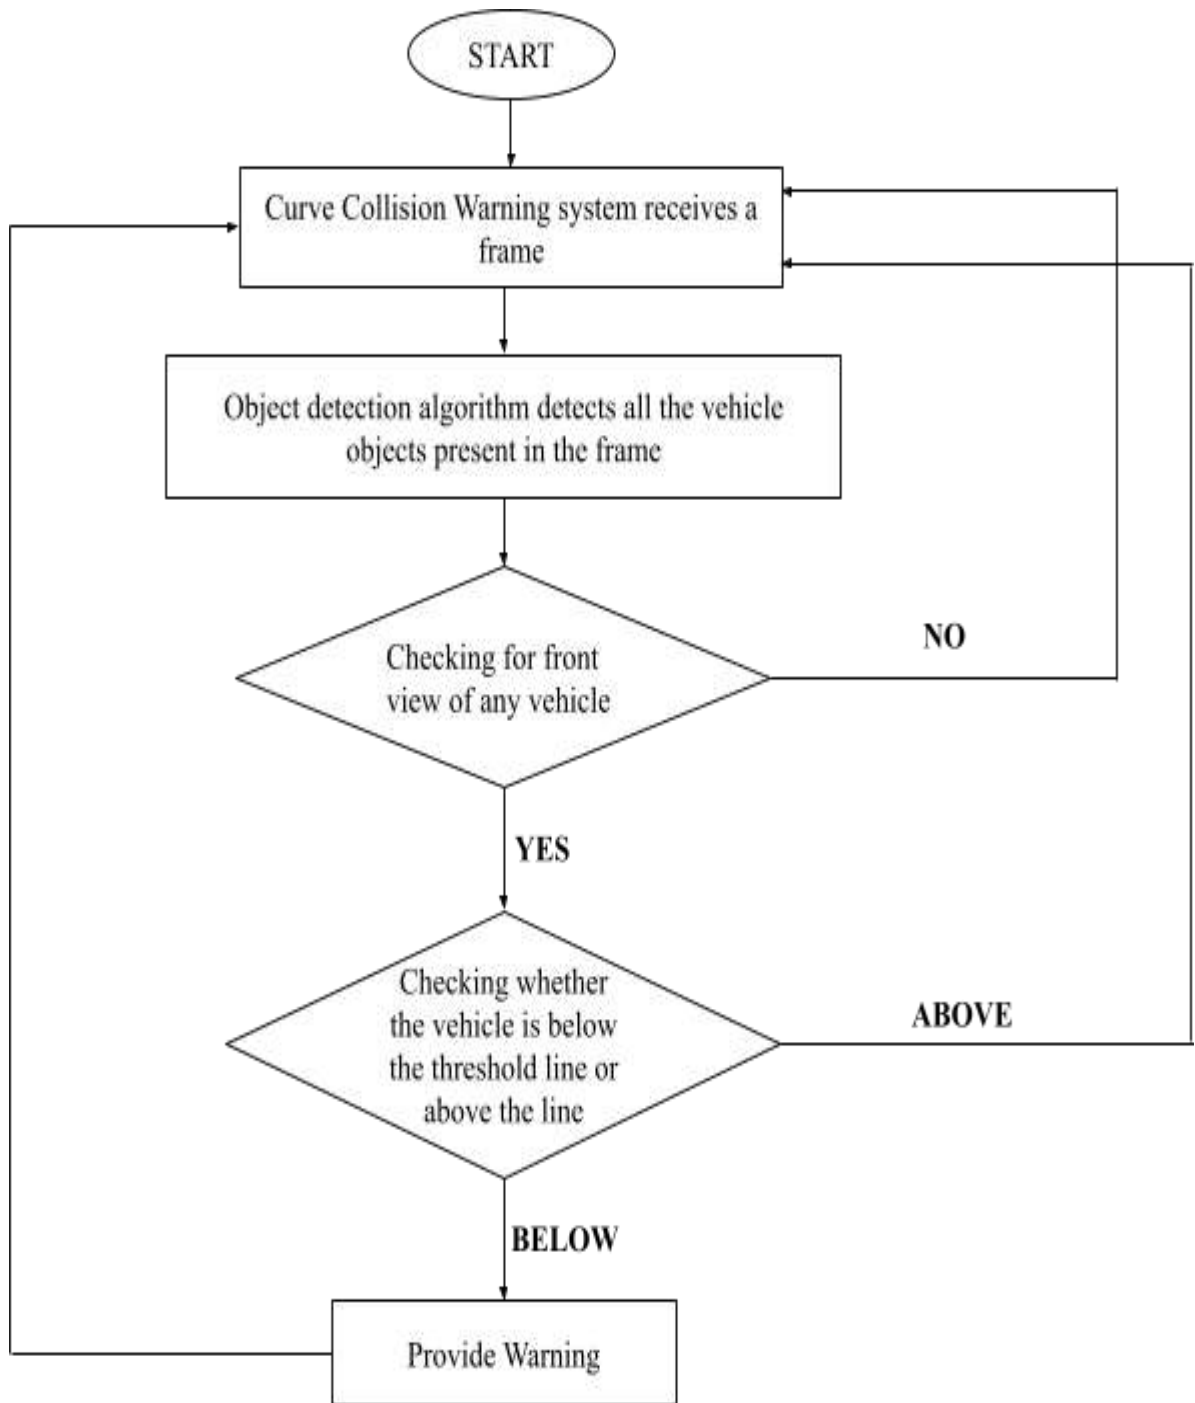 START
Curve Collision Warning system receives a
frame
Object detection algorithm detects all the vehicle
objects present in the frame
Checking for front
view of any vehicle
NO
YES
Checking whether
the vehicle is below
the threshold line or
above the line
ABOVE
BELOW
Provide Warning